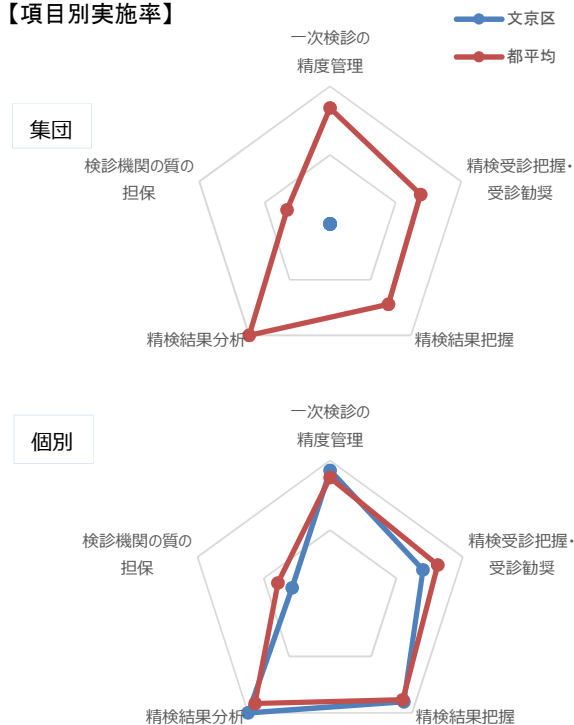 【項目別実施率】
文京区
都平均
集団
一次検診の
精度管理
精検受診把握・
受診勧奨
精検結果把握
精検結果分析
検診機関の質の
担保
個別
一次検診の
精度管理
精検受診把握・
受診勧奨
精検結果把握
精検結果分析
検診機関の質の
担保